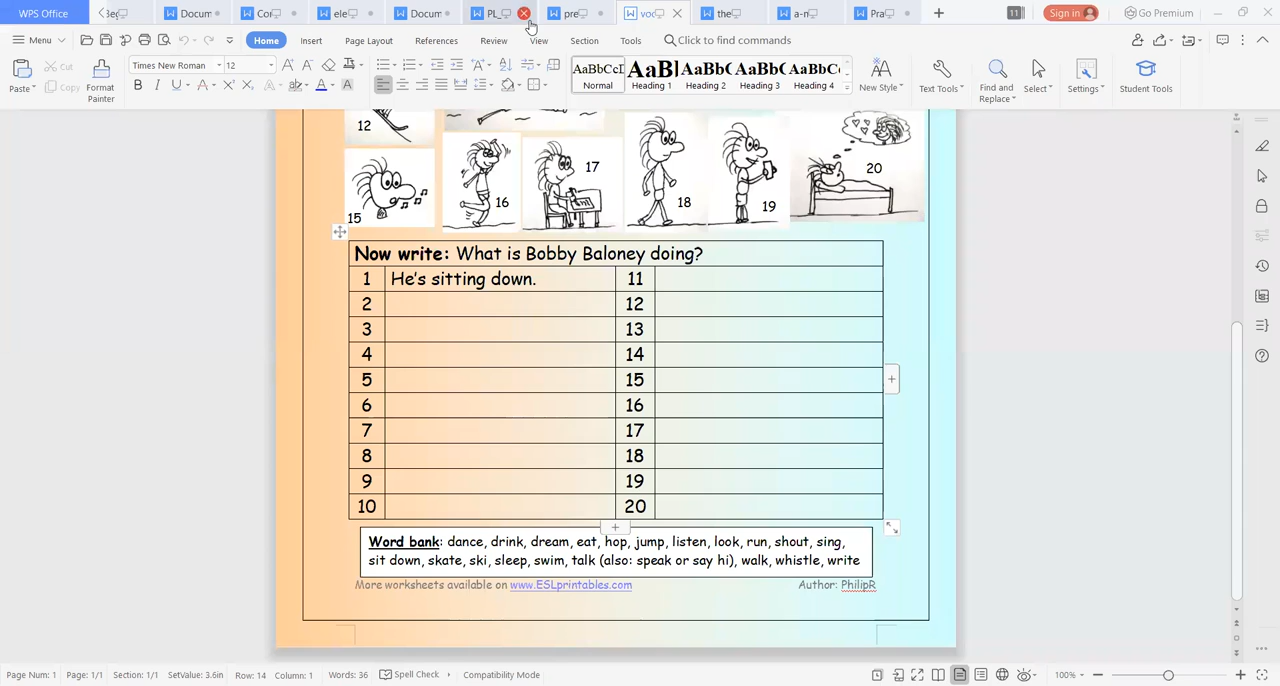 WPS Office
Docum
Cor
ele
Docum
PL_
pre
voc
the
a-n
Pra
11
Sign in
Go Premium
Menu
Home
Insert
Page Layout
References
Review
View
Section
Tools
Click to find commands
Paste
Cut
Copy
Format
Painter
Times New Roman
12
AaBbCcD
Normal
AaBl
Heading 1
AaBb(
Heading 2
AaBbC
Heading 3
AaBbC
Heading 4
New Style
Text Tools
Find and
Replace
Select
Settings
Student Tools
12
15
16
17
18
19
20
Now write: What is Bobby Baloney doing?
1 He's sitting down. 11
2 12
3 13
4 14
5 15
6 16
7 17
8 18
9 19
10 20
Word bank: dance, drink, dream, eat, hop, jump, listen, look, run, shout, sing,
sit down, skate, ski, sleep, swim, talk (also: speak or say hi), walk, whistle, write
More worksheets available on www.ESLprintables.com Author: PhilipR
Page Num: 1 Page: 1/1 Section: 1/1 SetValue: 3.6in Row: 14 Column: 1 Words: 36 Spell Check Compatibility Mode 100%